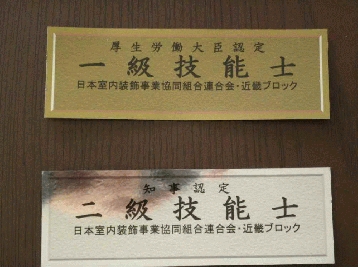 厚生労働大臣認定
一級技能士
日本室内装飾事業協同組合連合会・近畿ブロック
知事認定
二級技能士
日本室内装飾事業協同組合連合会・近畿ブロック